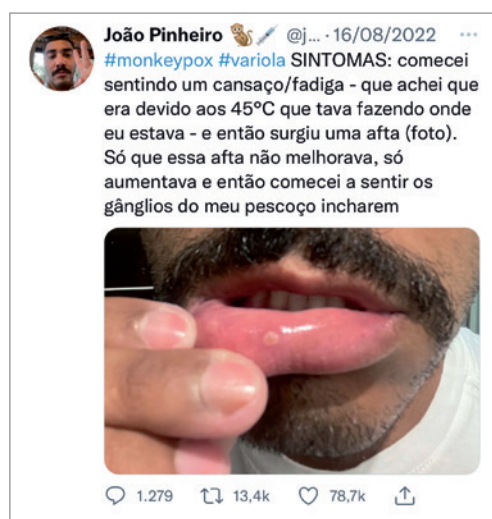 João Pinheiro 🐒💉 @j... · 16/08/2022 ···
#monkeypox #variola SINTOMAS: comecei
sentindo um cansaço/fadiga - que achei que
era devido aos 45°C que tava fazendo onde
eu estava - e então surgiu uma afta (foto).
Só que essa afta não melhorava, só
aumentava e então comecei a sentir os
gânglios do meu pescoço incharem
1.279 13,4k 78,7k